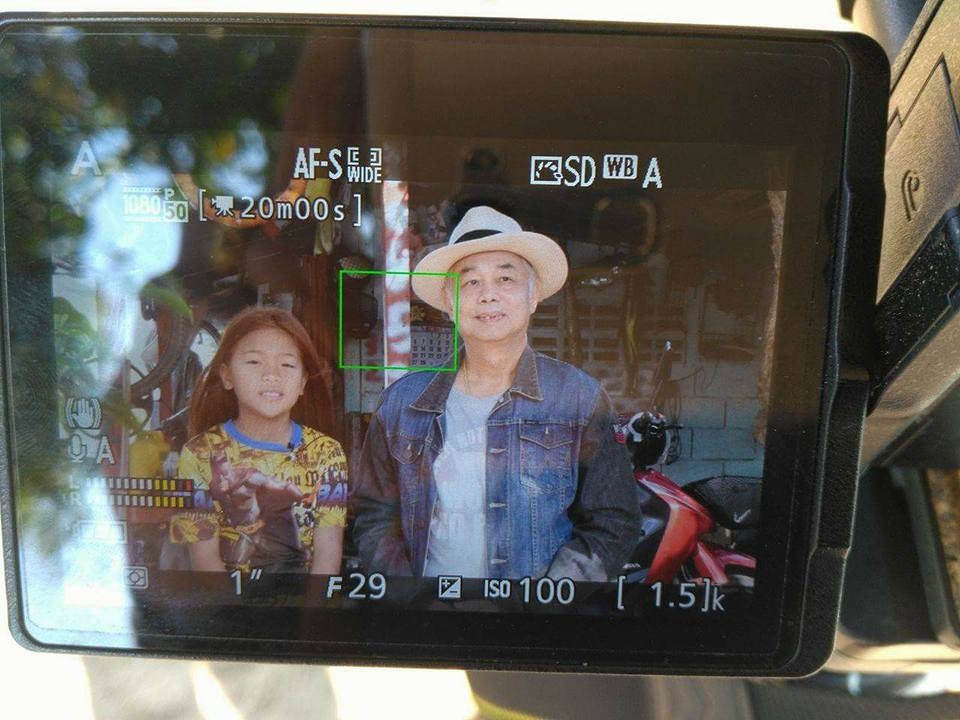 A AF-S WIDE SD WB A
1080 P 50 [ 20m00s ]
A
L
R
1" F29 ISO 100 [ 1.5]k